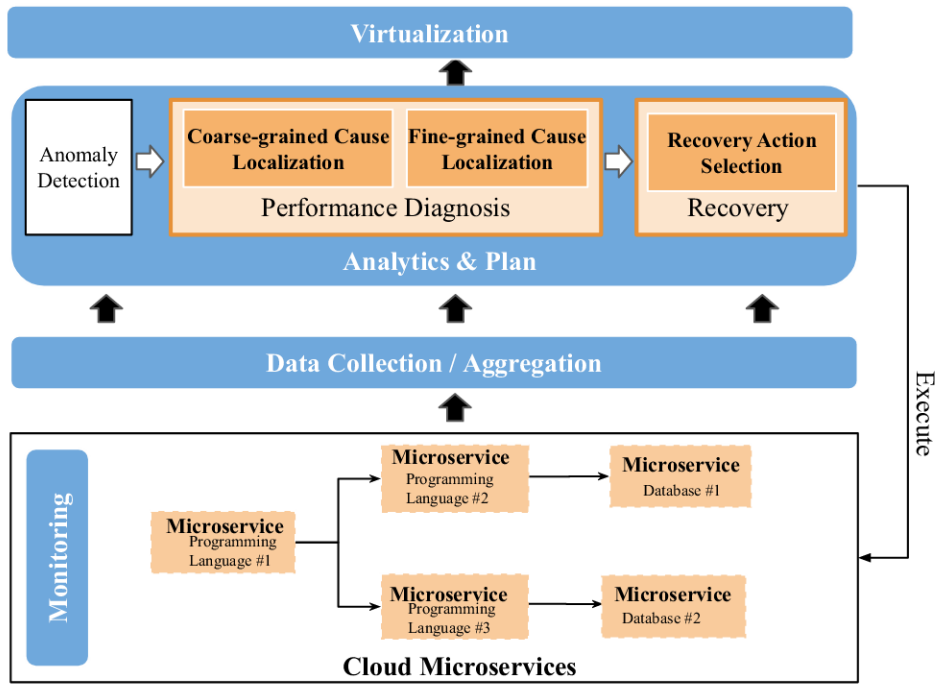 Virtualization
Anomaly
Detection
Coarse-grained Cause
Localization
Fine-grained Cause
Localization
Performance Diagnosis
Recovery Action
Selection
Recovery
Analytics & Plan
Data Collection / Aggregation
Execute
Monitoring
Microservice
Programming
Language #1
Microservice
Programming
Language #2
Microservice
Database #1
Microservice
Programming
Language #3
Microservice
Database #2
Cloud Microservices